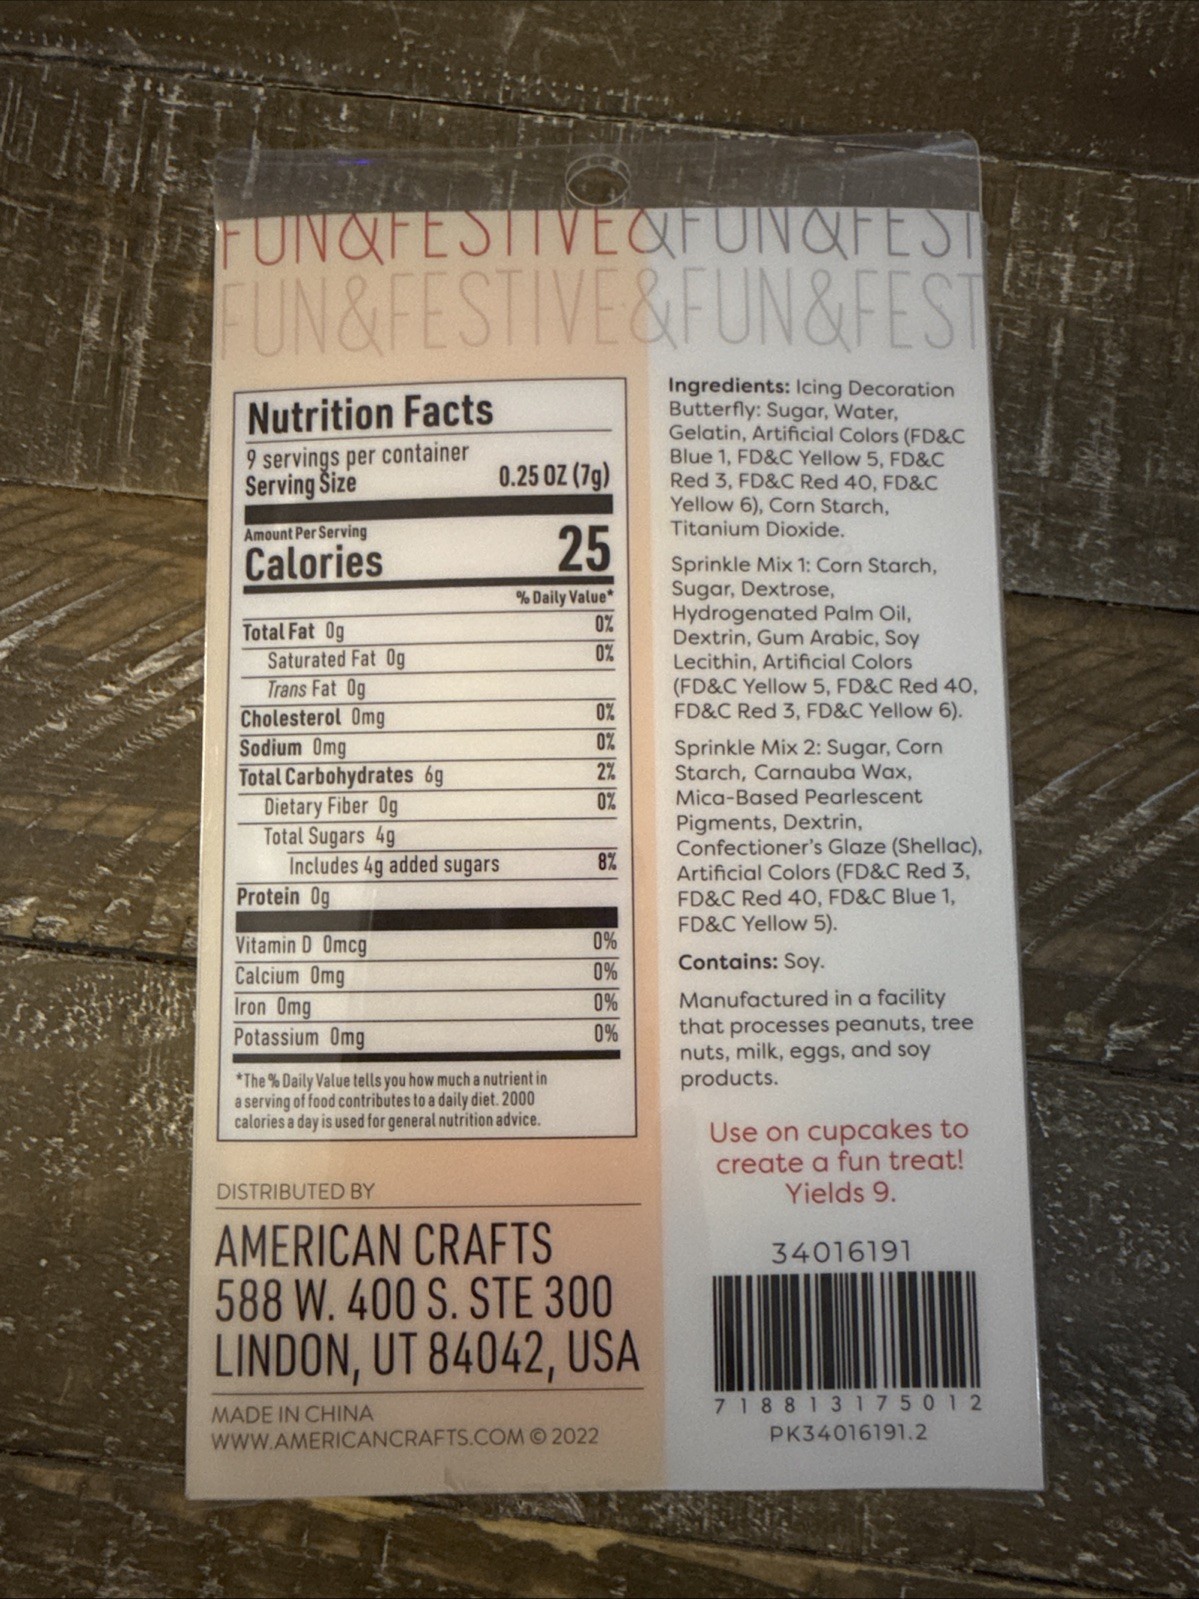 FUN&FESTIVE&FUN&FEST
FUN&FESTIVE&FUN&FEST
Nutrition Facts
9 servings per container
Serving Size 0.25 OZ (7g)
Amount Per Serving
Calories 25
% Daily Value*
Total Fat 0g 0%
Saturated Fat 0g 0%
Trans Fat 0g
Cholesterol 0mg 0%
Sodium 0mg 0%
Total Carbohydrates 6g 2%
Dietary Fiber 0g 0%
Total Sugars 4g
Includes 4g added sugars 8%
Protein 0g
Vitamin D 0mcg 0%
Calcium 0mg 0%
Iron 0mg 0%
Potassium 0mg 0%
*The % Daily Value tells you how much a nutrient in
a serving of food contributes to a daily diet. 2000
calories a day is used for general nutrition advice.
DISTRIBUTED BY
AMERICAN CRAFTS
588 W. 400 S. STE 300
LINDON, UT 84042, USA
MADE IN CHINA
WWW.AMERICANCRAFTS.COM © 2022
Ingredients: Icing Decoration
Butterfly: Sugar, Water,
Gelatin, Artificial Colors (FD&C
Blue 1, FD&C Yellow 5, FD&C
Red 3, FD&C Red 40, FD&C
Yellow 6), Corn Starch,
Titanium Dioxide.
Sprinkle Mix 1: Corn Starch,
Sugar, Dextrose,
Hydrogenated Palm Oil,
Dextrin, Gum Arabic, Soy
Lecithin, Artificial Colors
(FD&C Yellow 5, FD&C Red 40,
FD&C Red 3, FD&C Yellow 6).
Sprinkle Mix 2: Sugar, Corn
Starch, Carnauba Wax,
Mica-Based Pearlescent
Pigments, Dextrin,
Confectioner's Glaze (Shellac),
Artificial Colors (FD&C Red 3,
FD&C Red 40, FD&C Blue 1,
FD&C Yellow 5).
Contains: Soy.
Manufactured in a facility
that processes peanuts, tree
nuts, milk, eggs, and soy
products.
Use on cupcakes to
create a fun treat!
Yields 9.
34016191
7 18813 17501 2
PK34016191.2